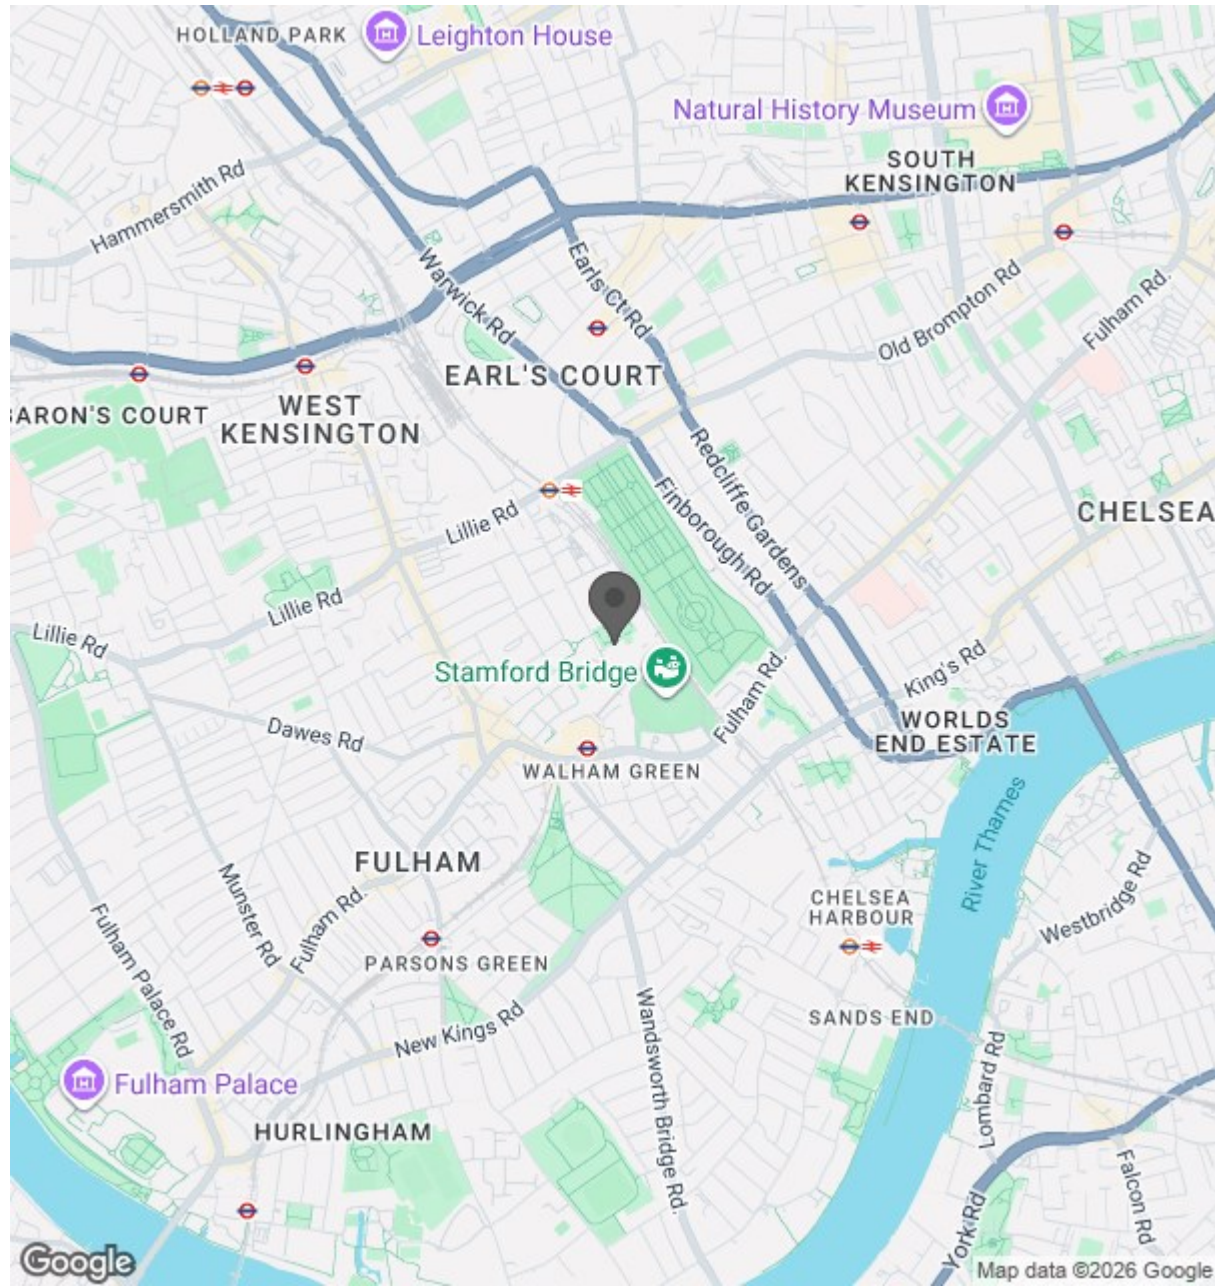 HOLLAND PARK
Leighton House
Natural History Museum
SOUTH
KENSINGTON
Hammersmith Rd
Warwick Rd
Earls Ct Rd
Old Brompton Rd
Fulham Rd.
EARL'S COURT
BARON'S COURT
WEST
KENSINGTON
Redcliffe Gardens
Finborough Rd
Lillie Rd
CHELSEA
Lillie Rd
Lillie Rd
Stamford Bridge
King's Rd
Fulham Rd.
Dawes Rd
WORLDS
END ESTATE
WALHAM GREEN
River Thames
FULHAM
Munster Rd
Fulham Rd.
CHELSEA
HARBOUR
Westbridge Rd
Fulham Palace Rd
PARSONS GREEN
New Kings Rd
Wandsworth Bridge Rd.
SANDS END
Lombard Rd
Fulham Palace
HURLINGHAM
Falcon Rd
York Rd
Google
Map data ©2026 Google